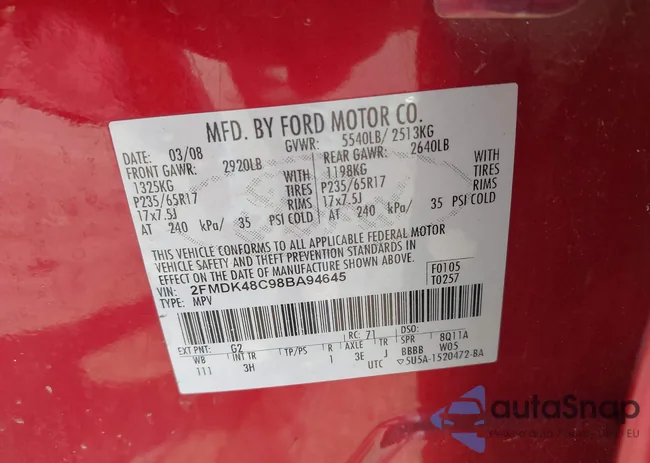 MFD. BY FORD MOTOR CO.
DATE: 03/08 GVWR: 5540LB/ 2513KG
FRONT GAWR: 2920LB REAR GAWR: 2640LB
1325KG WITH 1198KG WITH
P235/65R17 TIRES P235/65R17 TIRES
17x7.5J RIMS 17x7.5J RIMS
AT 240 kPa/ 35 PSI COLD AT 240 kPa/ 35 PSI COLD
THIS VEHICLE CONFORMS TO ALL APPLICABLE FEDERAL MOTOR
VEHICLE SAFETY AND THEFT PREVENTION STANDARDS IN
EFFECT ON THE DATE OF MANUFACTURE SHOWN ABOVE.
VIN: 2FMDK48C98BA94645 F0105
TYPE: MPV T0257
EXT PNT: G2 RC: 71 DSO:
WB INT TR TP/PS R AXLE TR SPR 8Q11A
111 3H 1 3E J BBBB W05
UTC ▽5U5A-1520472-BA
autoSnap